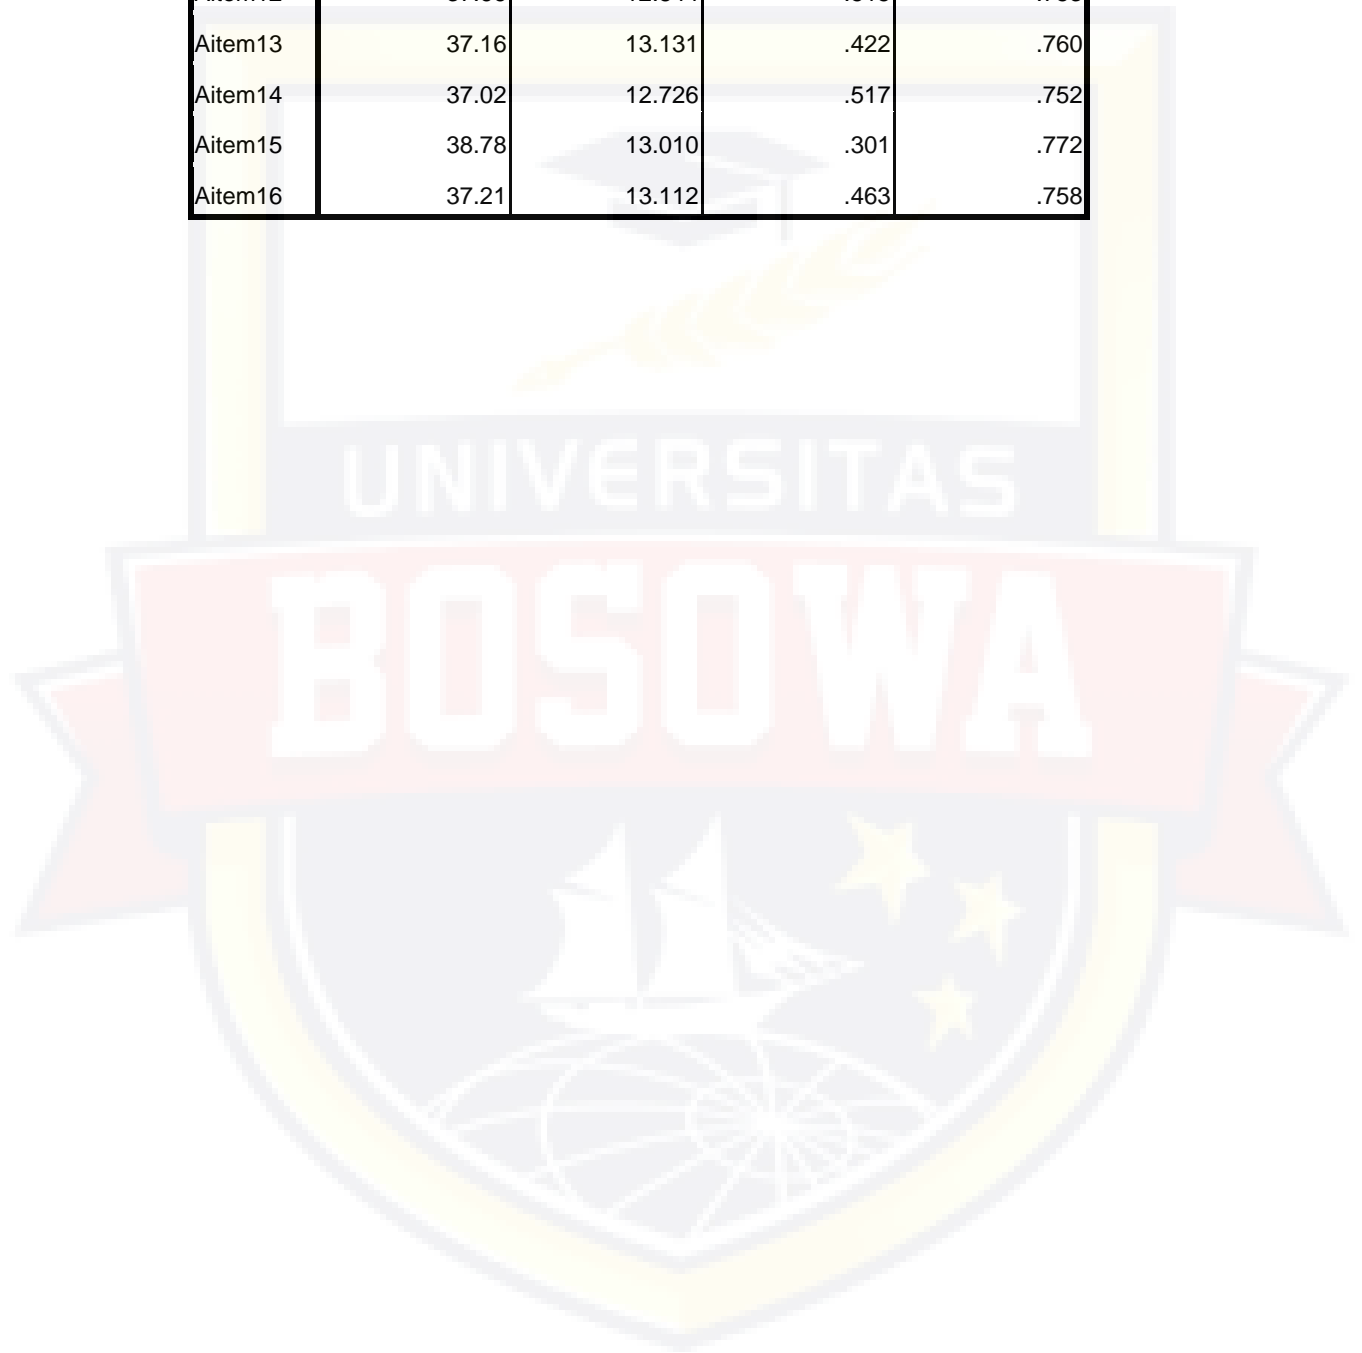 Aitem13 37.16 13.131 .422 .760
Aitem14 37.02 12.726 .517 .752
Aitem15 38.78 13.010 .301 .772
Aitem16 37.21 13.112 .463 .758
UNIVERSITAS
BOSOWA